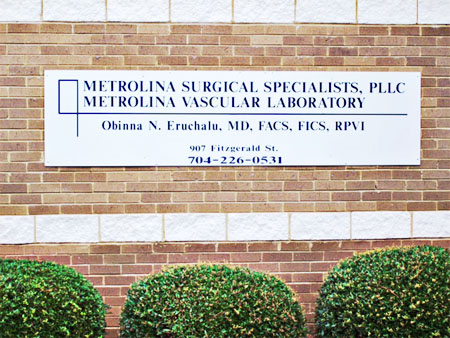 METROLINA SURGICAL SPECIALISTS, PLLC
METROLINA VASCULAR LABORATORY
Obinna N. Eruchalu, MD, FACS, FICS, RPVI
907 Fitzgerald St.
704-226-0531